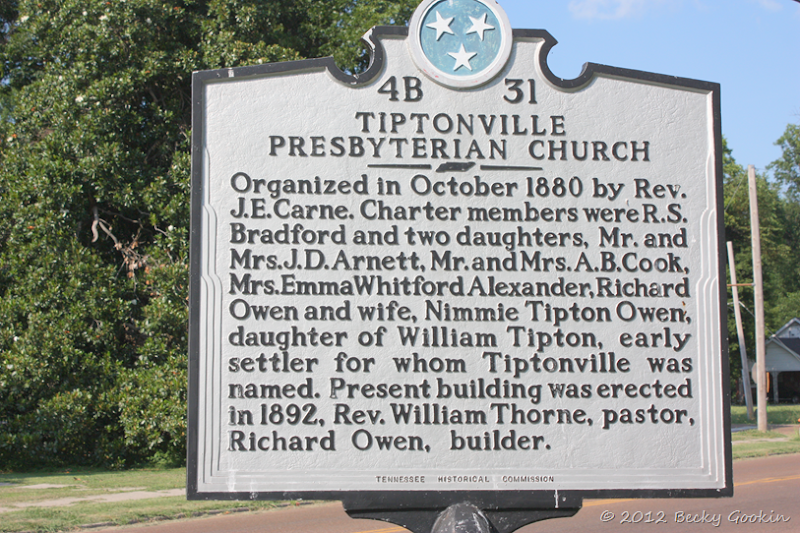 4B 31
TIPTONVILLE
PRESBYTERIAN CHURCH
Organized in October 1880 by Rev.
J.E. Carne. Charter members were R.S.
Bradford and two daughters, Mr. and
Mrs. J.D. Arnett, Mr. and Mrs. A.B. Cook,
Mrs. Emma Whitford Alexander, Richard
Owen and wife, Nimmie Tipton Owen,
daughter of William Tipton, early
settler for whom Tiptonville was
named. Present building was erected
in 1892, Rev. William Thorne, pastor,
Richard Owen, builder.
TENNESSEE HISTORICAL COMMISSION
© 2012 Becky Gookin